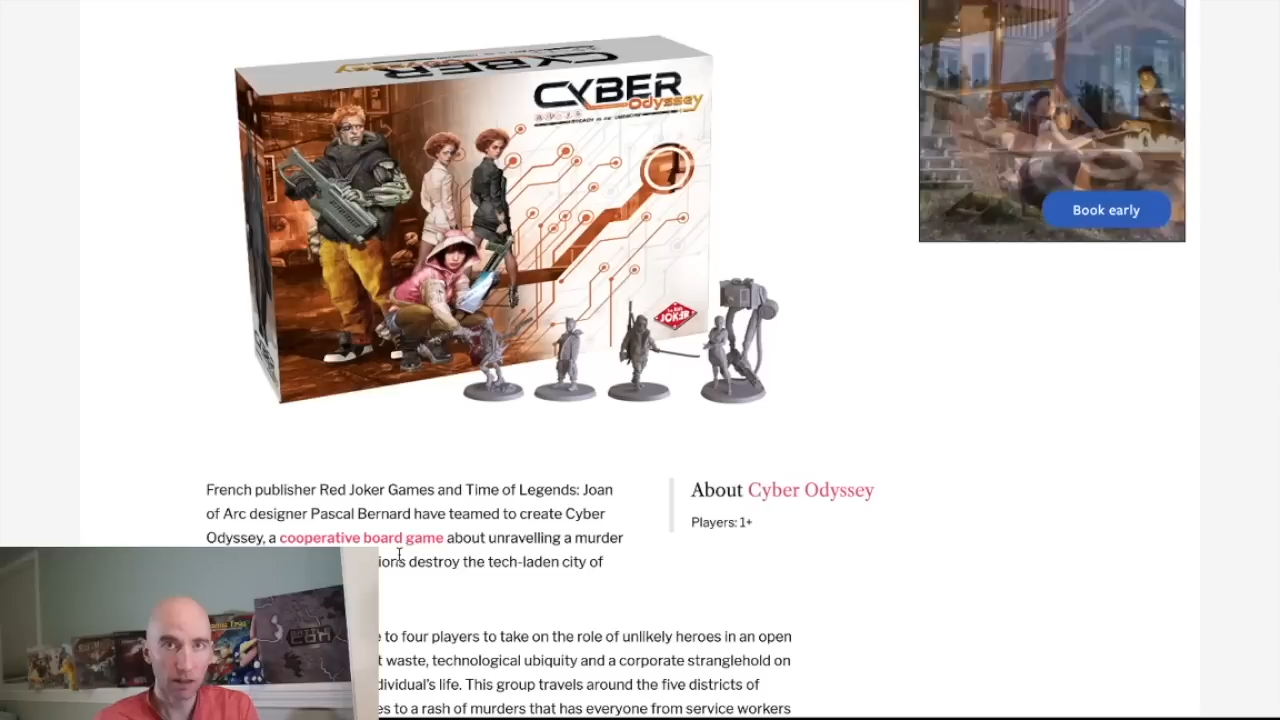 CYBER
CYBER
Odyssey
JOKER
Book early
French publisher Red Joker Games and Time of Legends: Joan
of Arc designer Pascal Bernard have teamed to create Cyber
Odyssey, a cooperative board game about unravelling a murder
ions destroy the tech-laden city of
e to four players to take on the role of unlikely heroes in an open
t waste, technological ubiquity and a corporate stranglehold on
dividual's life. This group travels around the five districts of
es to a rash of murders that has everyone from service workers
About Cyber Odyssey
Players: 1+